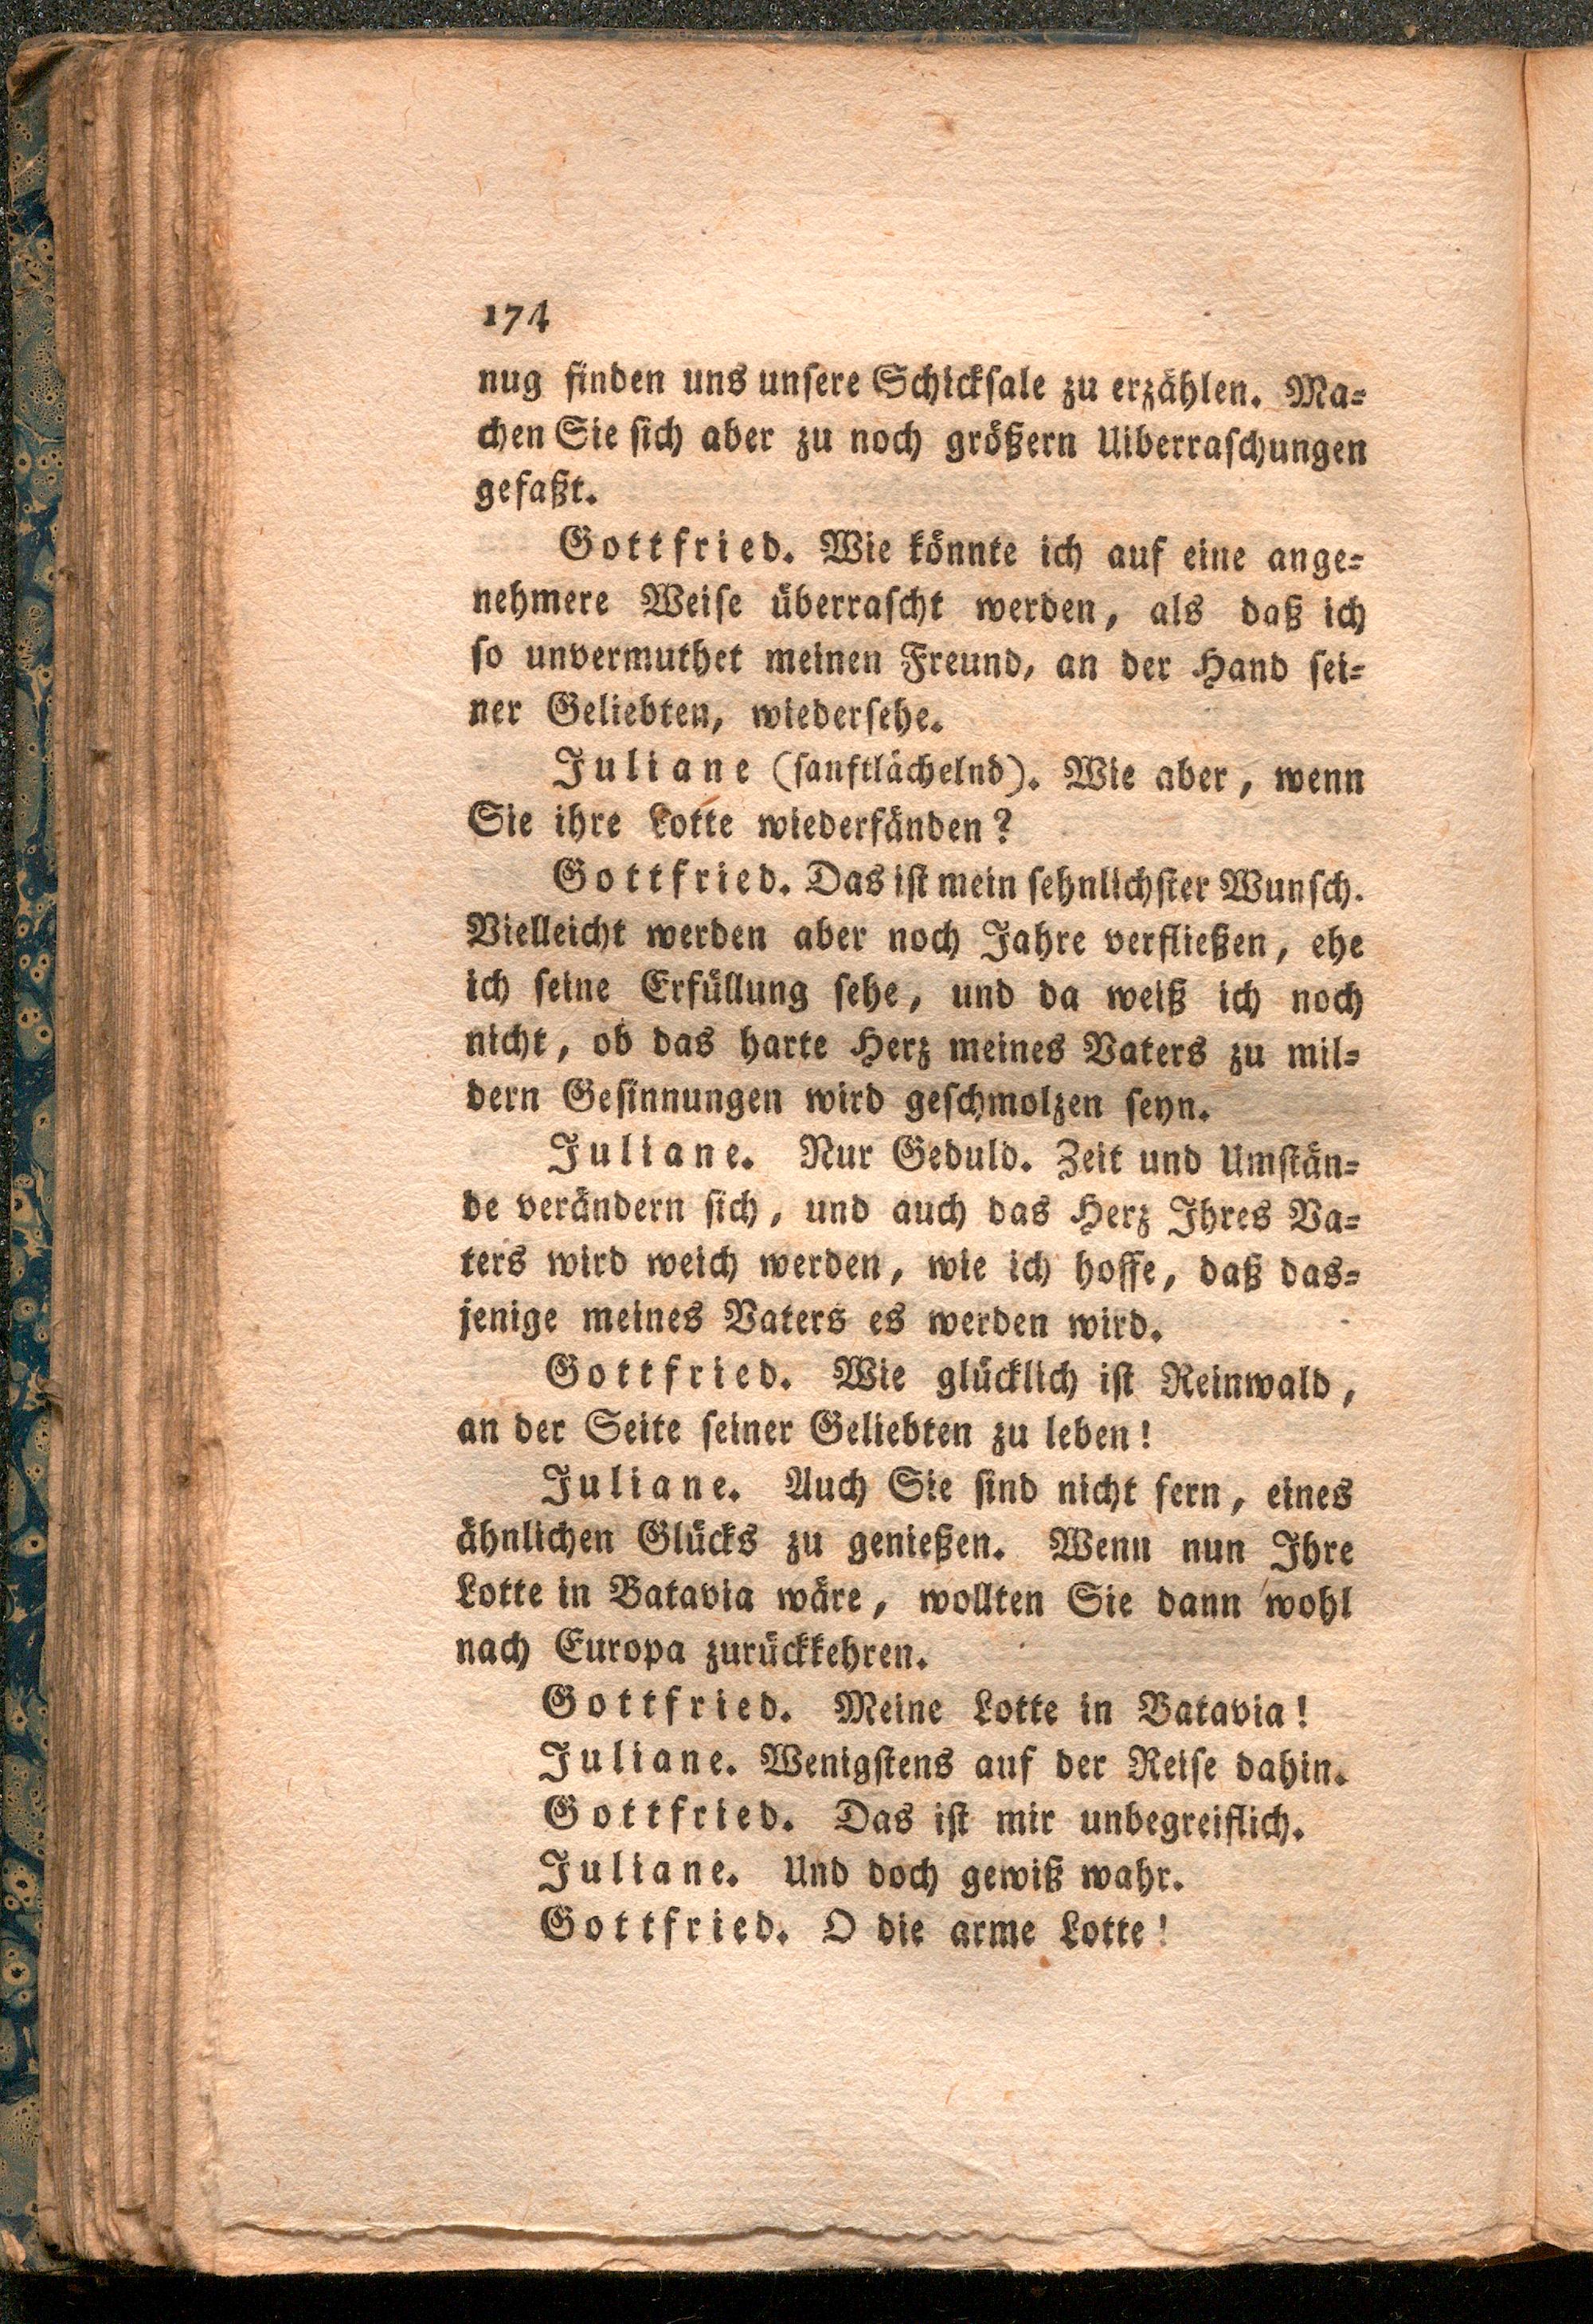 174
nug finden uns unsere Schicksale zu erzählen. Ma-
chen Sie sich aber zu noch größern Uiberraschungen
gefaßt.
Gottfried. Wie könnte ich auf eine ange-
nehmere Weise überrascht werden, als daß ich
so unvermuthet meinen Freund, an der Hand sei-
ner Geliebten, wiedersehe.
Juliane (sanftlächelnd). Wie aber, wenn
Sie ihre Lotte wiederfänden?
Gottfried. Das ist mein sehnlichster Wunsch.
Vielleicht werden aber noch Jahre verfließen, ehe
ich seine Erfüllung sehe, und da weiß ich noch
nicht, ob das harte Herz meines Vaters zu mil-
dern Gesinnungen wird geschmolzen seyn.
Juliane. Nur Geduld. Zeit und Umstän-
de verändern sich, und auch das Herz Ihres Va-
ters wird weich werden, wie ich hoffe, daß das-
jenige meines Vaters es werden wird.
Gottfried. Wie glücklich ist Reinwald,
an der Seite seiner Geliebten zu leben!
Juliane. Auch Sie sind nicht fern, eines
ähnlichen Glücks zu genießen. Wenn nun Ihre
Lotte in Batavia wäre, wollten Sie dann wohl
nach Europa zurückkehren.
Gottfried. Meine Lotte in Batavia!
Juliane. Wenigstens auf der Reise dahin.
Gottfried. Das ist mir unbegreiflich.
Juliane. Und doch gewiß wahr.
Gottfried. O die arme Lotte!